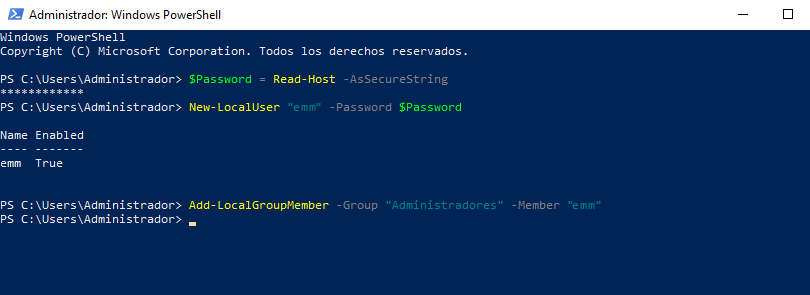 Administrador: Windows PowerShell
Windows PowerShell
Copyright (C) Microsoft Corporation. Todos los derechos reservados.
PS C:\Users\Administrador> $Password = Read-Host -AsSecureString
************
PS C:\Users\Administrador> New-LocalUser "emm" -Password $Password
Name Enabled
---- -------
emm  True
PS C:\Users\Administrador> Add-LocalGroupMember -Group "Administradores" -Member "emm"
PS C:\Users\Administrador>